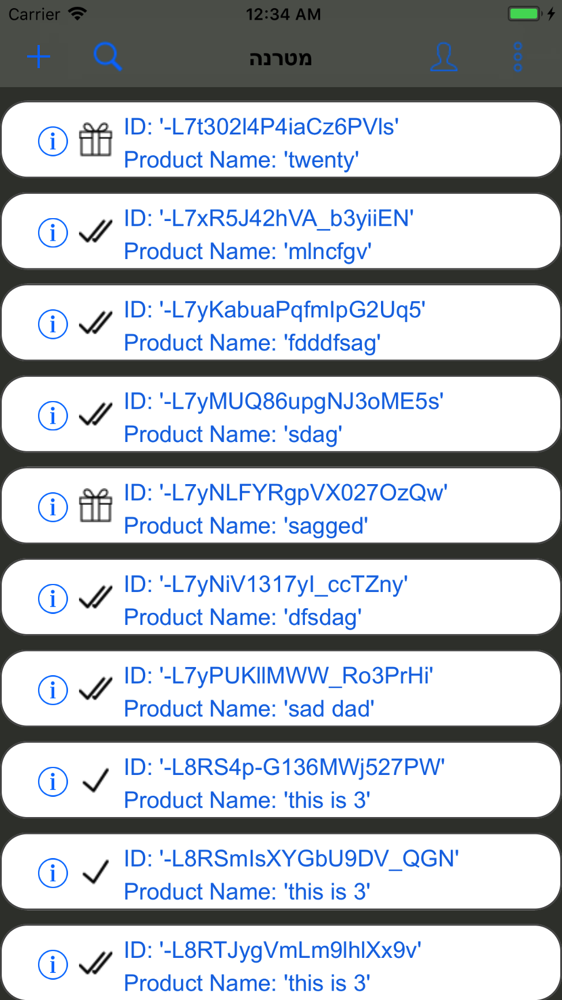 Carrier 12:34 AM
מטרנה
ID: '-L7t302l4P4iaCz6PVls'
Product Name: 'twenty'
ID: '-L7xR5J42hVA_b3yiiEN'
Product Name: 'mlncfgv'
ID: '-L7yKabuaPqfmIpG2Uq5'
Product Name: 'fdddfsag'
ID: '-L7yMUQ86upgNJ3oME5s'
Product Name: 'sdag'
ID: '-L7yNLFYRgpVX027OzQw'
Product Name: 'sagged'
ID: '-L7yNiV1317yI_ccTZny'
Product Name: 'dfsdag'
ID: '-L7yPUKllMWW_Ro3PrHi'
Product Name: 'sad dad'
ID: '-L8RS4p-G136MWj527PW'
Product Name: 'this is 3'
ID: '-L8RSmIsXYGbU9DV_QGN'
Product Name: 'this is 3'
ID: '-L8RTJygVmLm9lhlXx9v'
Product Name: 'this is 3'